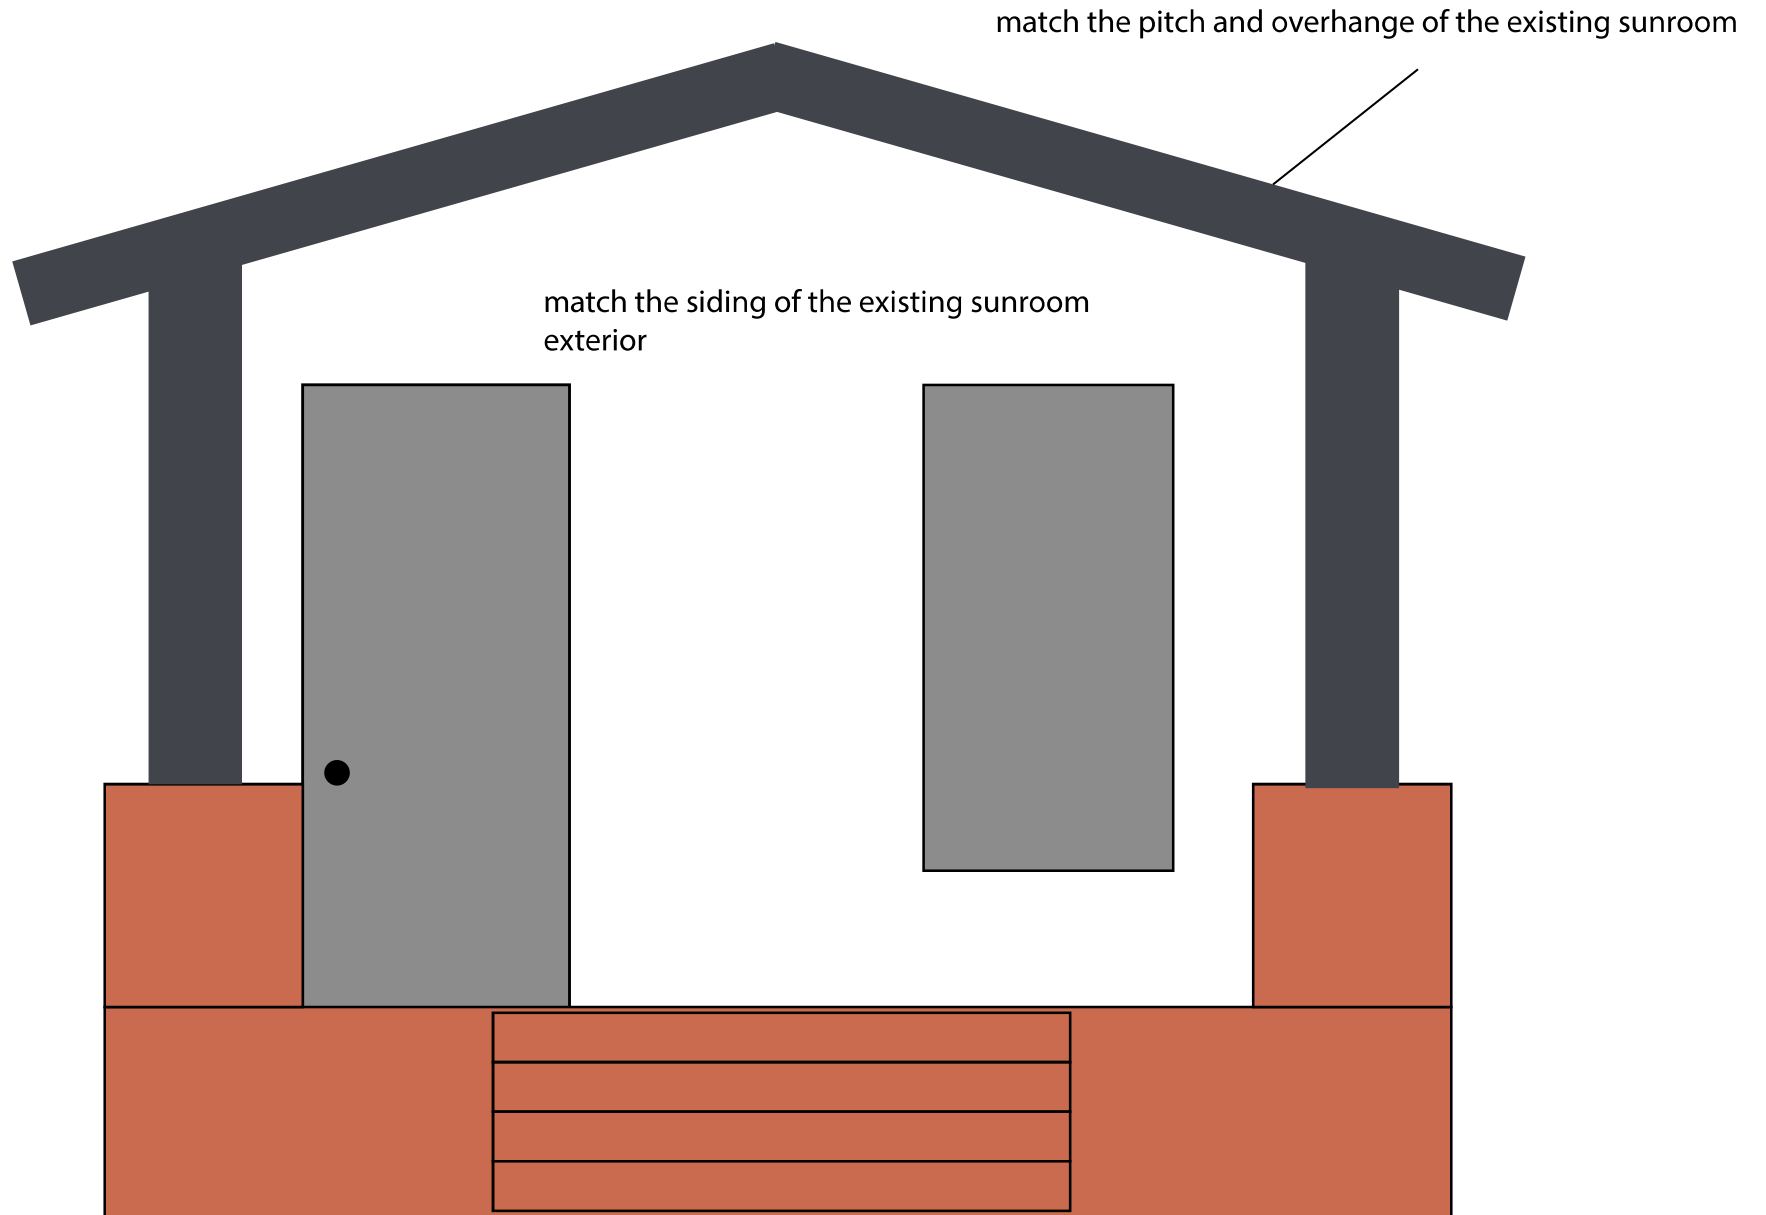 match the pitch and overhange of the existing sunroom
match the siding of the existing sunroom
exterior